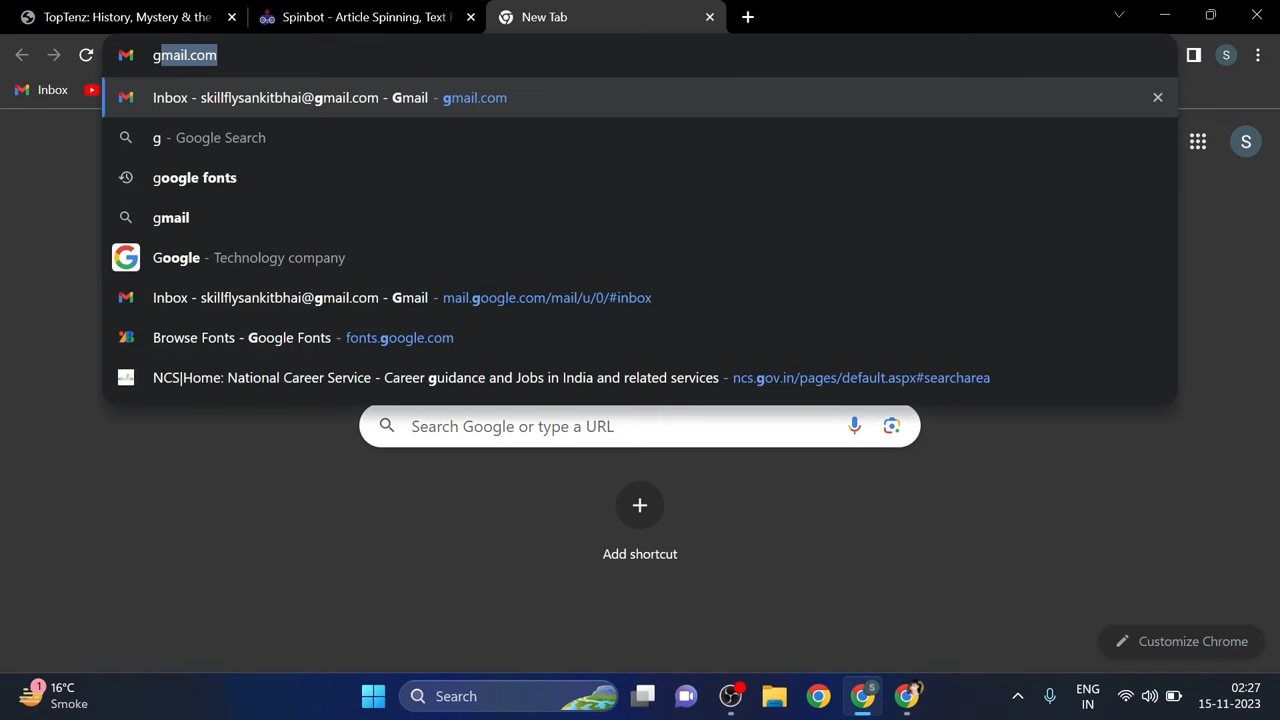 TopTenz: History, Mystery & the
Spinbot - Article Spinning, Text
New Tab
gmail.com
S
Inbox
Inbox - skillflysankitbhai@gmail.com - Gmail - gmail.com
g - Google Search
S
google fonts
gmail
Google - Technology company
Inbox - skillflysankitbhai@gmail.com - Gmail - mail.google.com/mail/u/0/#inbox
Browse Fonts - Google Fonts - fonts.google.com
NCS|Home: National Career Service - Career guidance and Jobs in India and related services - ncs.gov.in/pages/default.aspx#searcharea
Search Google or type a URL
Add shortcut
Customize Chrome
1
16°C
Smoke
Search
S
ENG
IN
02:27
15-11-2023